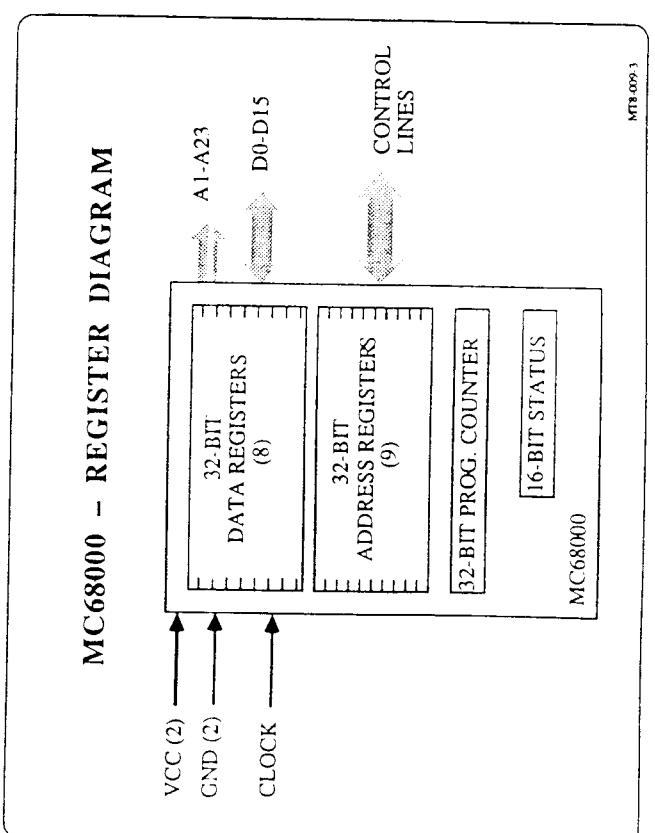 MC68000 – REGISTER DIAGRAM
VCC (2)
GND (2)
CLOCK
32-BIT
DATA REGISTERS
(8)
32-BIT
ADDRESS REGISTERS
(9)
32-BIT PROG. COUNTER
16-BIT STATUS
MC68000
A1-A23
D0-D15
CONTROL
LINES
MT8-009-3